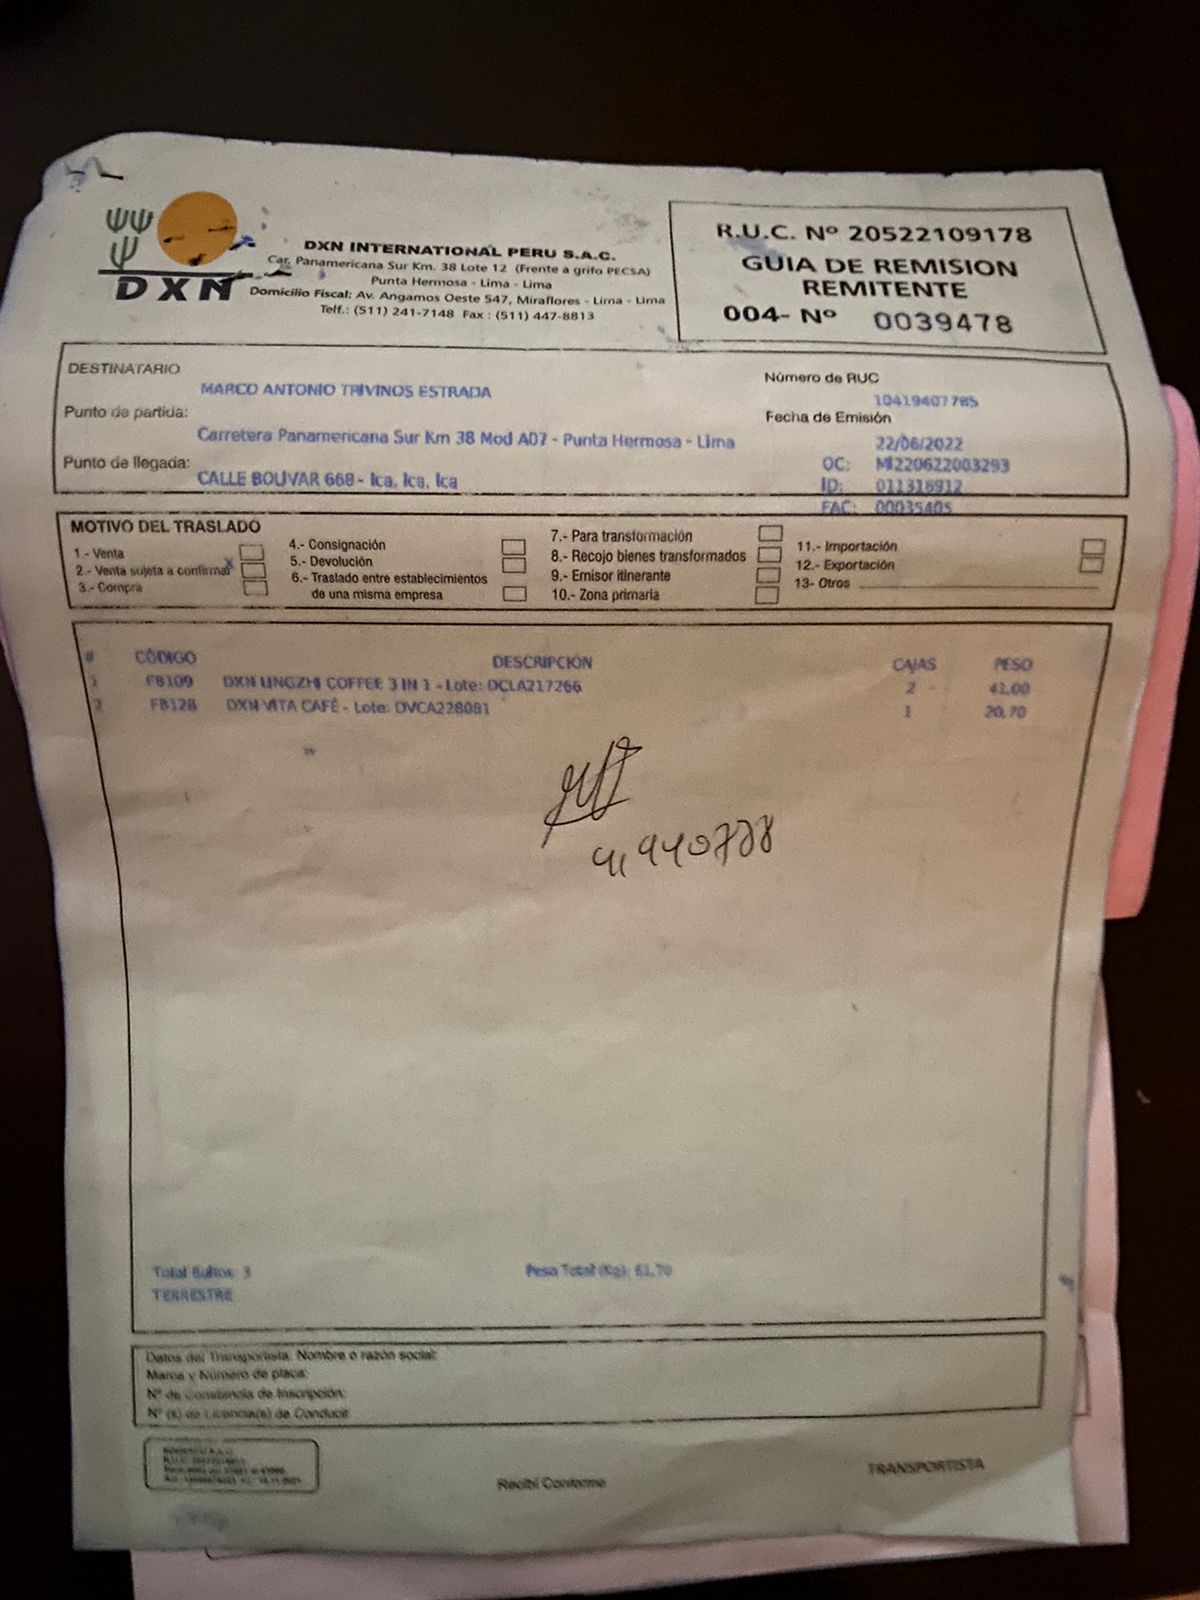 DXN
DXN INTERNATIONAL PERU S.A.C.
Car. Panamericana Sur Km. 38 Lote 12 (Frente a grifo PECSA)
Punta Hermosa - Lima - Lima
Domicilio Fiscal: Av. Angamos Oeste 547, Miraflores - Lima - Lima
Telf.: (511) 241-7148 Fax : (511) 447-8813
R.U.C. Nº 20522109178
GUIA DE REMISION
REMITENTE
004- Nº 0039478
DESTINATARIO
MARCO ANTONIO TRIVINOS ESTRADA
Número de RUC
10419407785
Punto de partida:
Carretera Panamericana Sur Km 38 Mod A07 - Punta Hermosa - Lima
Fecha de Emisión
22/06/2022
Punto de llegada:
CALLE BOLIVAR 668 - Ica, Ica, Ica
OC: MI220622003293
ID: 011316912
FAC: 00035405
MOTIVO DEL TRASLADO
1.- Venta
2.- Venta sujeta a confirmar
3.- Compra
4.- Consignación
5.- Devolución
6.- Traslado entre establecimientos
de una misma empresa
7.- Para transformación
8.- Recojo bienes transformados
9.- Emisor itinerante
10.- Zona primaria
11.- Importación
12.- Exportación
13- Otros
# CÓDIGO DESCRIPCIÓN CAJAS PESO
1 FB109 DXN LINGZHI COFFEE 3 IN 1 - Lote: DCLA217266 2 41.00
2 FB128 DXN VITA CAFÉ - Lote: DVCA228081 1 20.70
Total Bultos: 3 Peso Total (Kg): 61.70
TERRESTRE
Datos del Transportista: Nombre o razón social:
Marca y Número de placa:
Nº de Constancia de Inscripción:
Nº (s) de Licencia(s) de Conducir
Recibí Conforme
TRANSPORTISTA